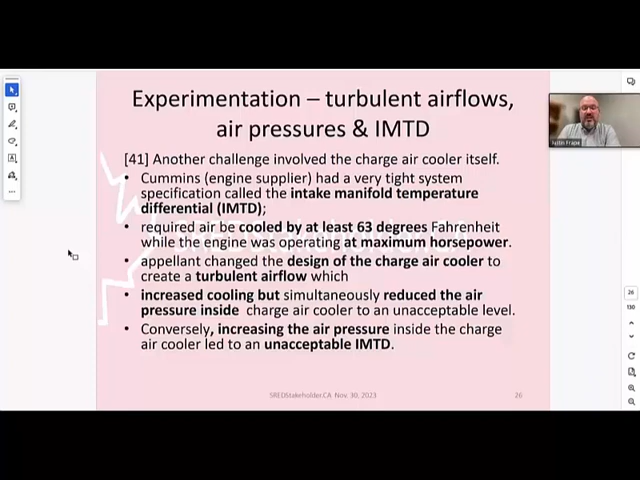 Experimentation – turbulent airflows,
air pressures & IMTD
[41] Another challenge involved the charge air cooler itself.
• Cummins (engine supplier) had a very tight system
specification called the intake manifold temperature
differential (IMTD);
• required air be cooled by at least 63 degrees Fahrenheit
while the engine was operating at maximum horsepower.
• appellant changed the design of the charge air cooler to
create a turbulent airflow which
• increased cooling but simultaneously reduced the air
pressure inside charge air cooler to an unacceptable level.
• Conversely, increasing the air pressure inside the charge
air cooler led to an unacceptable IMTD.
SREDStakeholder.CA Nov. 30, 2023
26
Justin Frape
26
130